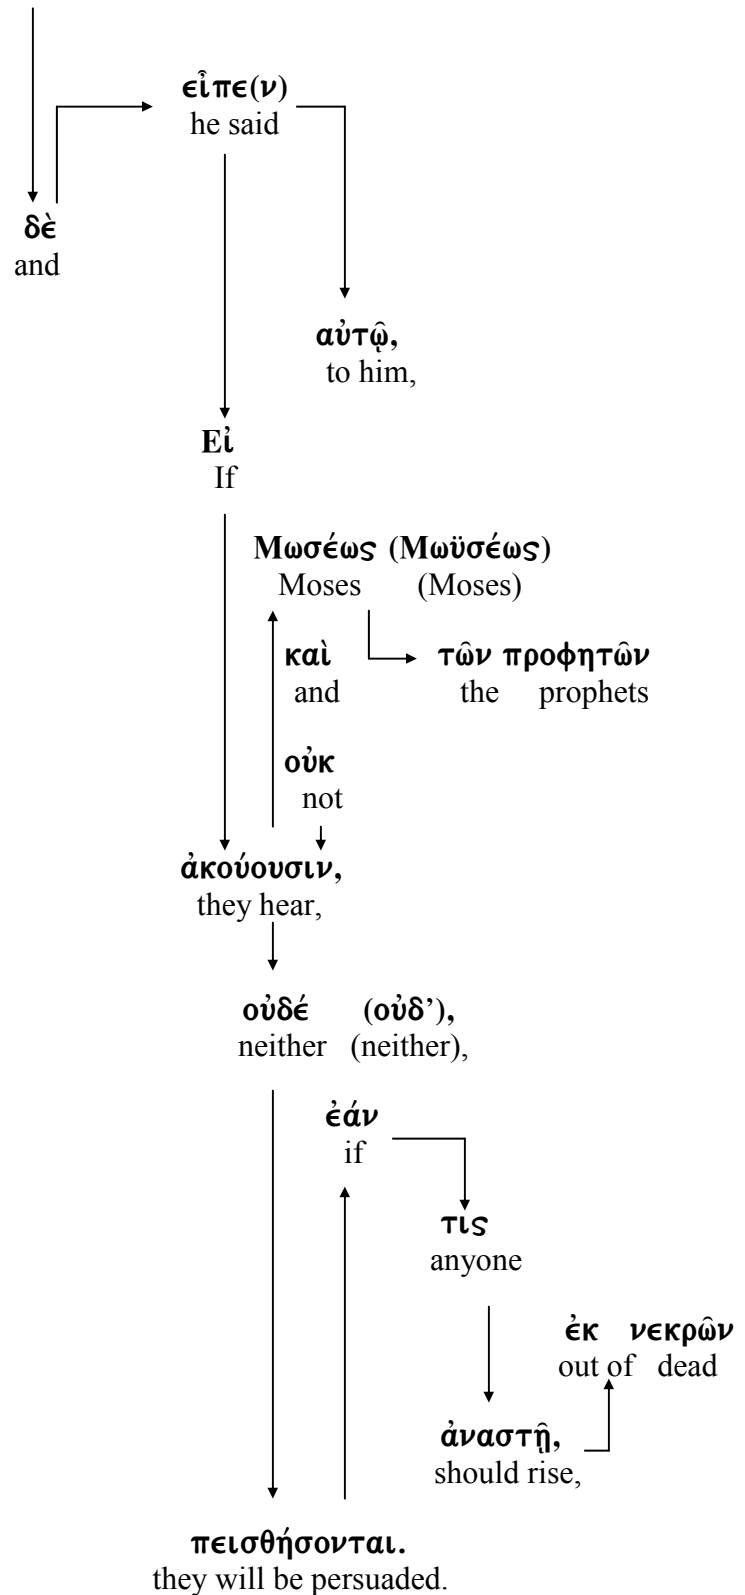 εἶπε(ν)
he said
δὲ
and
αὐτῷ,
to him,
Εἰ
If
Μωσέως (Μωϋσέως)
Moses (Moses)
καὶ τῶν προφητῶν
and the prophets
οὐκ
not
ἀκούουσιν,
they hear,
οὐδέ (οὐδ’),
neither (neither),
ἐάν
if
τις
anyone
ἐκ νεκρῶν
out of dead
ἀναστῇ,
should rise,
πεισθήσονται.
they will be persuaded.